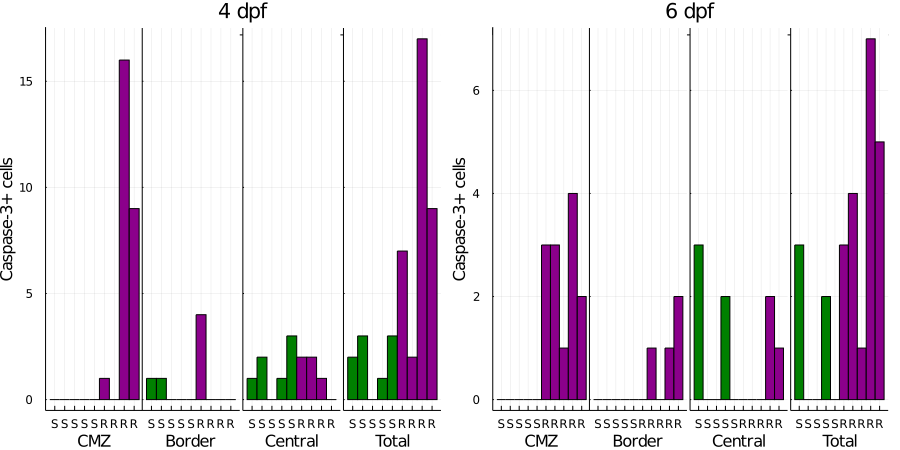 4 dpf
Caspase-3+ cells
15
10
5
0
S S S S S R R R R
S S S S S R R R R
S S S S S R R R R
S S S S S R R R R
CMZ
Border
Central
Total
6 dpf
Caspase-3+ cells
6
4
2
0
S S S S S R R R R R
S S S S S R R R R R
S S S S S R R R R R
S S S S S R R R R R
CMZ
Border
Central
Total